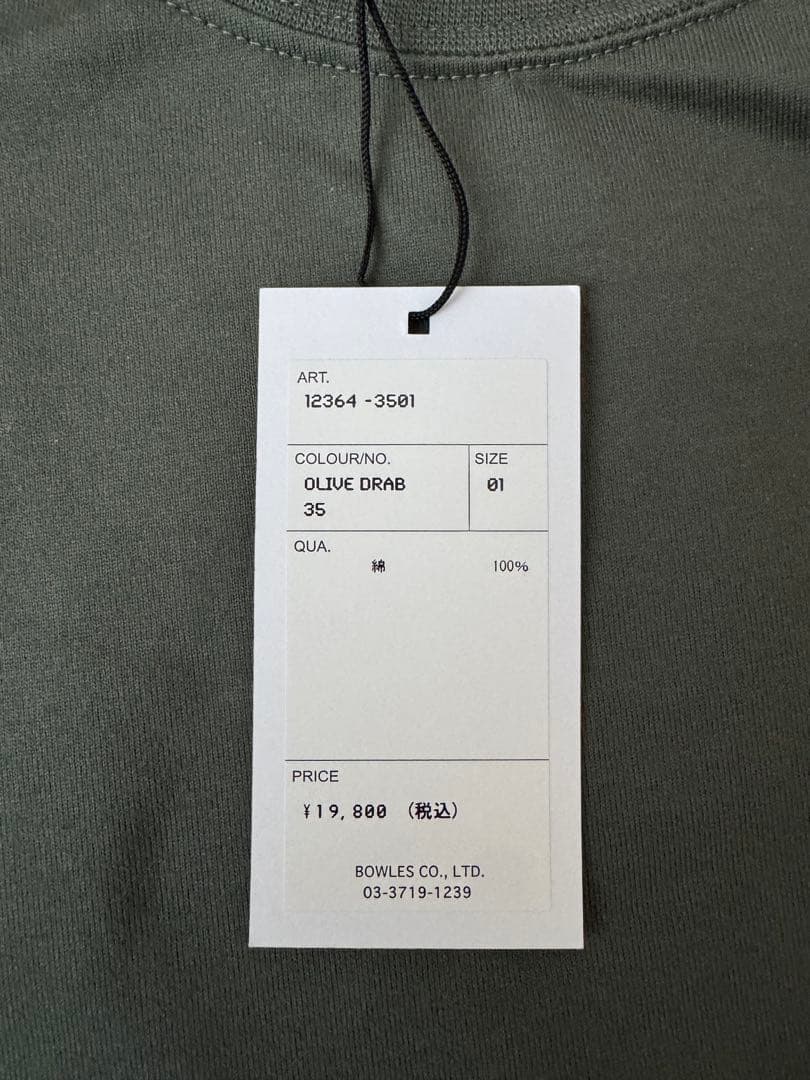 ART.
12364 -3501
COLOUR/NO.
OLIVE DRAB
35
SIZE
01
QUA.
綿 100%
PRICE
¥19,800 (税込)
BOWLES CO., LTD.
03-3719-1239